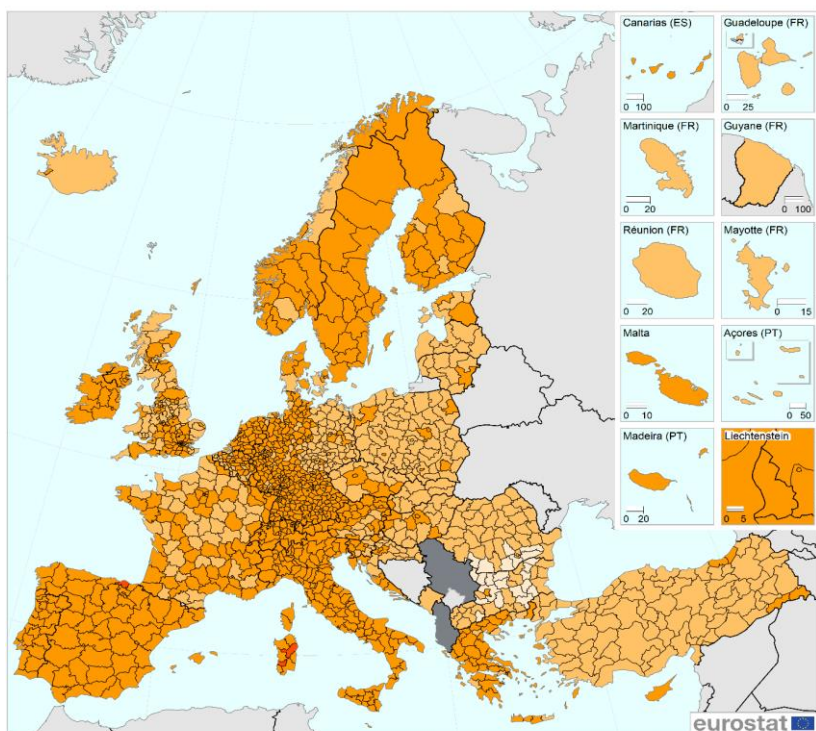 Canarias (ES)
0 100
Guadeloupe (FR)
0 25
Martinique (FR)
0 20
Guyane (FR)
0 100
Réunion (FR)
0 20
Mayotte (FR)
0 15
Malta
0 10
Açores (PT)
0 50
Madeira (PT)
0 20
Liechtenstein
0 5
eurostat